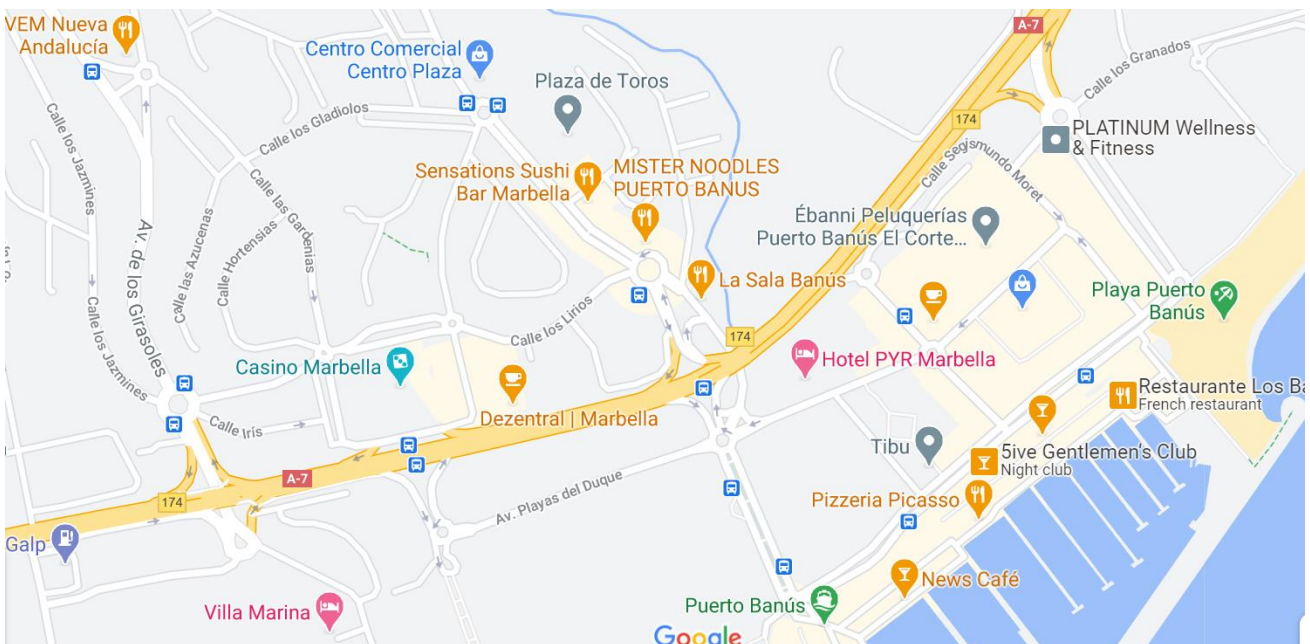 VEM Nueva
Andalucía
Centro Comercial
Centro Plaza
Plaza de Toros
A-7
Calle los Granados
174
PLATINUM Wellness
& Fitness
Calle los Jazmines
Calle los Gladiolos
Sensations Sushi
Bar Marbella
MISTER NOODLES
PUERTO BANUS
Calle Segismundo Moret
Ébanni Peluquerías
Puerto Banús El Corte...
Av. de los Girasoles
Calle las Azucenas
Calle Hortensias
Calle las Gardenias
La Sala Banús
Playa Puerto
Banús
Calle los Jazmines
Calle los Lirios
174
Casino Marbella
Hotel PYR Marbella
Dezentral | Marbella
Restaurante Los
French restaurant
Calle Iris
Tibu
5ive Gentlemen's Club
Night club
A-7
174
Av. Playas del Duque
Pizzeria Picasso
Galp
News Café
Villa Marina
Puerto Banús
Google